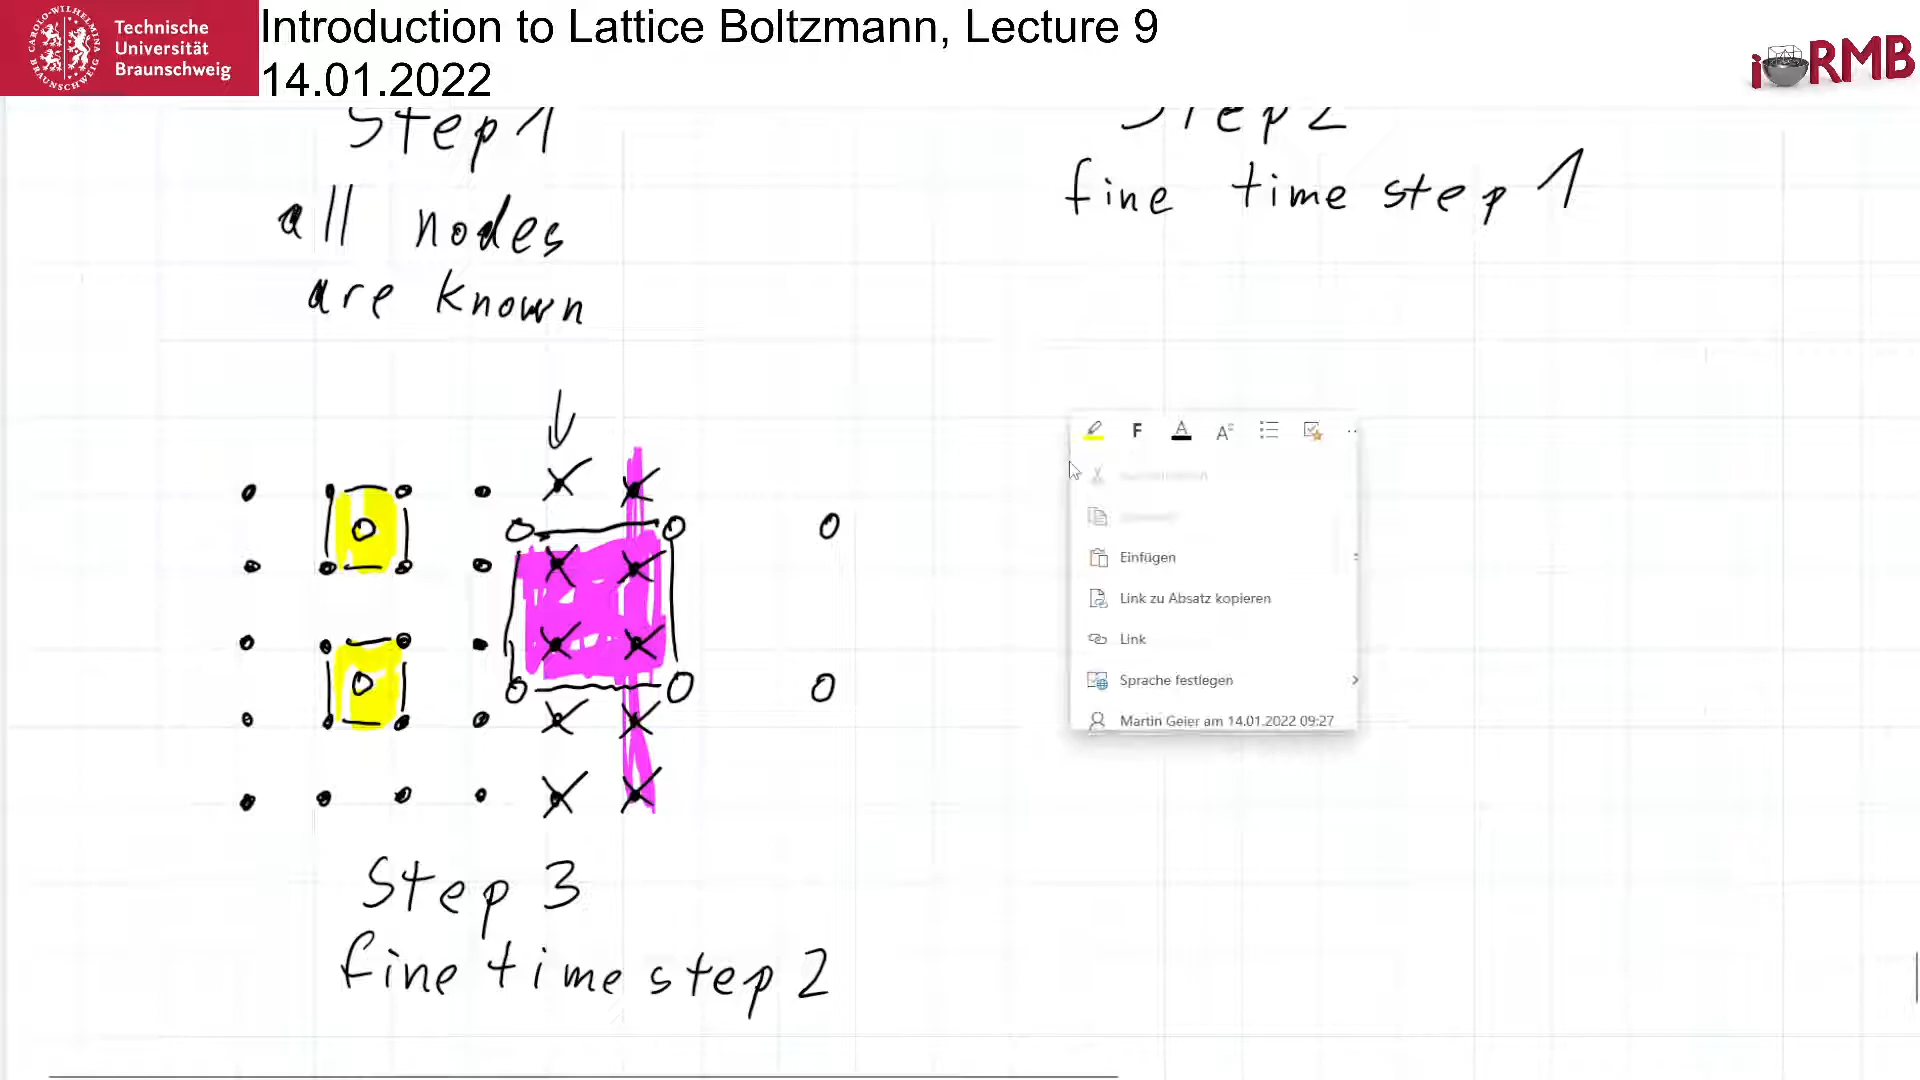 Technische
Universität
Braunschweig
Introduction to Lattice Boltzmann, Lecture 9
14.01.2022
iRMB
Step 1
all nodes
are known
Step 2
fine time step 1
F A A
Einfügen
Link zu Absatz kopieren
Link
Sprache festlegen
Martin Geier am 14.01.2022 09:27
Step 3
fine time step 2